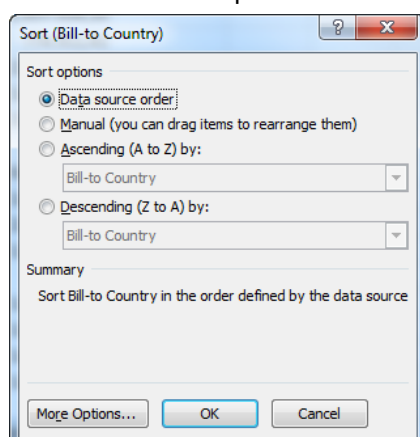 Sort (Bill-to Country)
Sort options
Data source order
Manual (you can drag items to rearrange them)
Ascending (A to Z) by:
Bill-to Country
Descending (Z to A) by:
Bill-to Country
Summary
Sort Bill-to Country in the order defined by the data source
More Options... OK Cancel